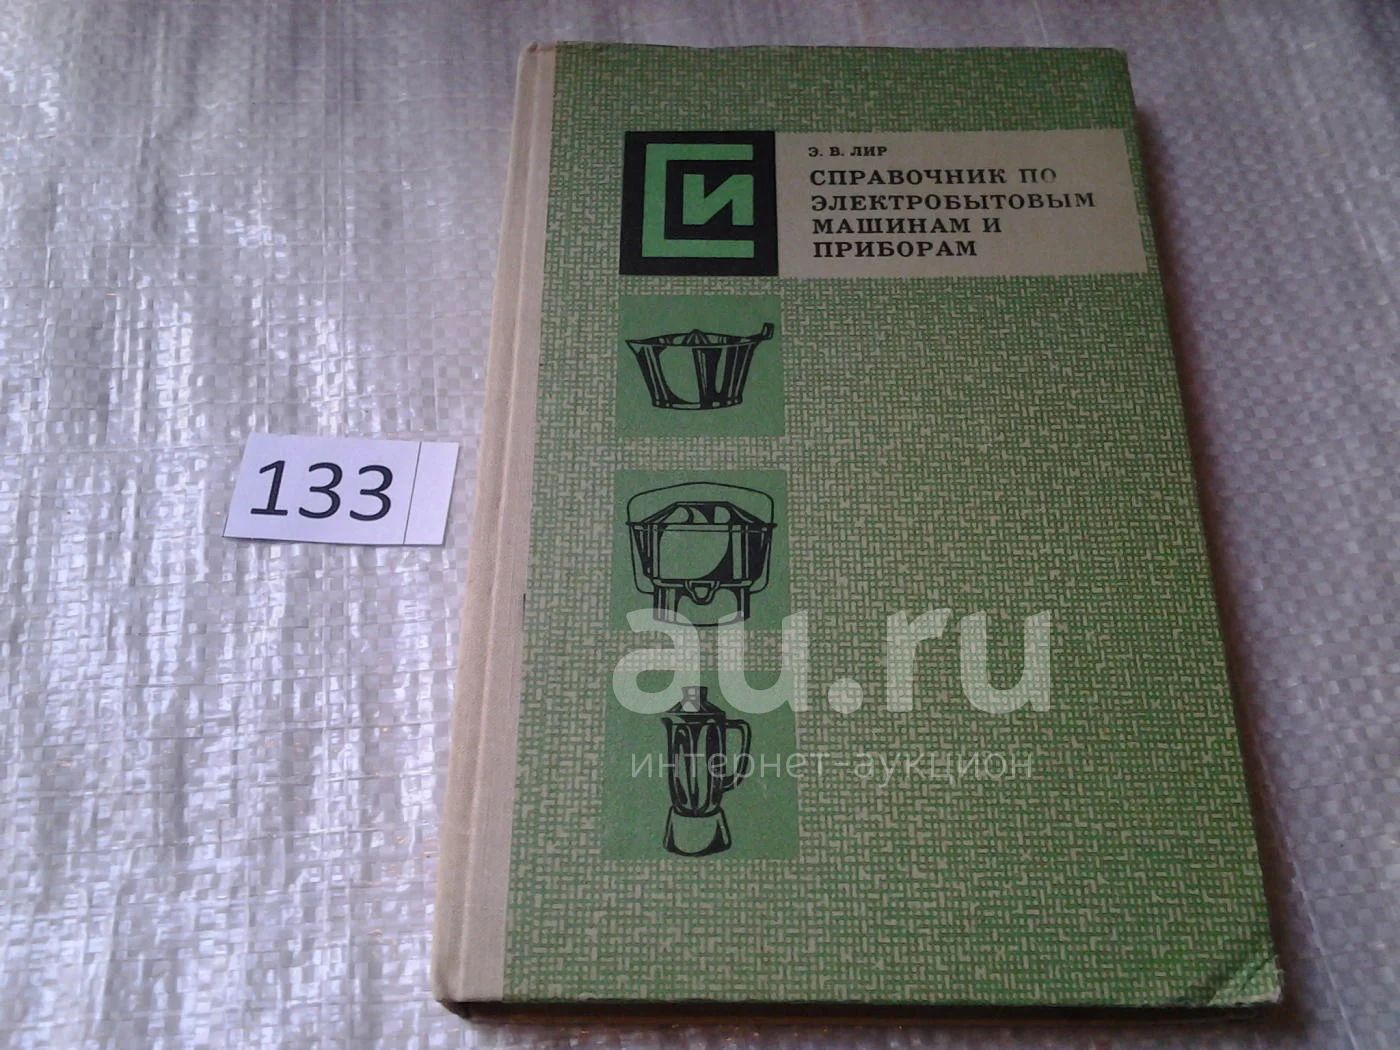 Э. В. ЛИР
СПРАВОЧНИК ПО
ЭЛЕКТРОБЫТОВЫМ
МАШИНАМ И
ПРИБОРАМ
СИ
133
au.ru
интернет-аукцион